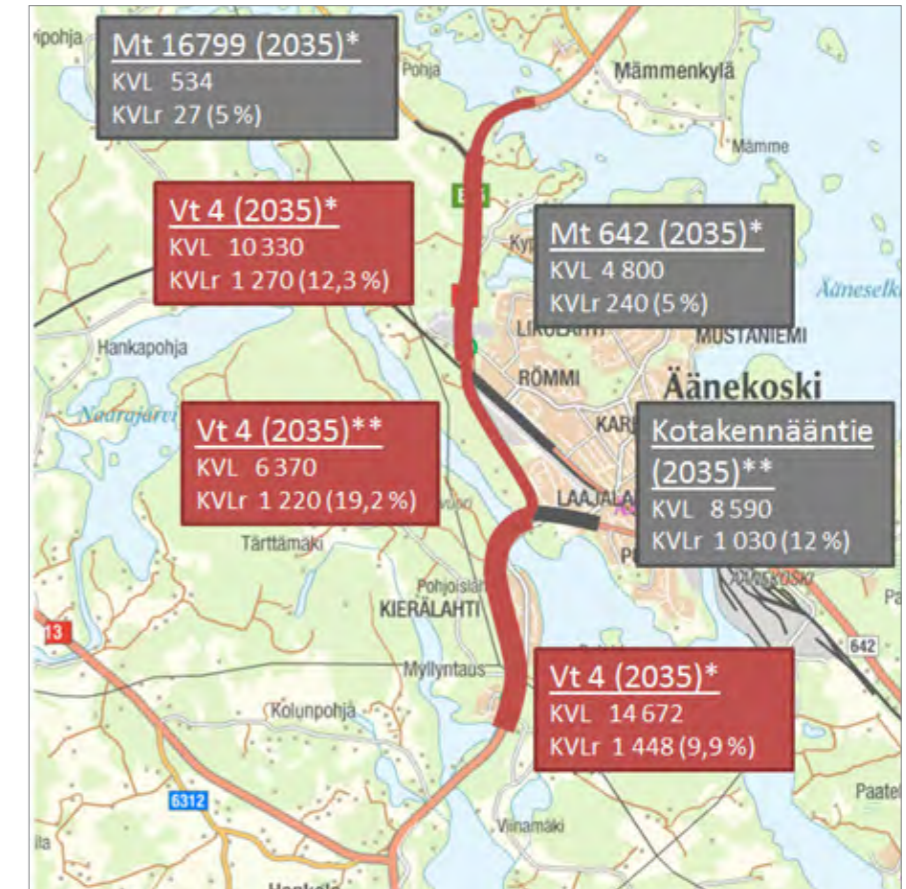 Mt 16799 (2035)*
KVL 534
KVLr 27 (5 %)
Pohja
Mämmenkylä
Mämme
Vt 4 (2035)*
KVL 10 330
KVLr 1 270 (12,3 %)
Mt 642 (2035)*
KVL 4 800
KVLr 240 (5 %)
MUSTANIEMI
Hankapohja
RÖMMI
Äänekoski
Naarajärvi
Vt 4 (2035)**
KVL 6 370
KVLr 1 220 (19,2 %)
Kotakennääntie
(2035)**
KVL 8 590
KVLr 1 030 (12 %)
Tärttämäki
KIERÄLAHTI
ÄÄNEKOSKI
13
642
Myllyntaus
Vt 4 (2035)*
KVL 14 672
KVLr 1 448 (9,9 %)
Kolunpohja
6312
Viinamäki